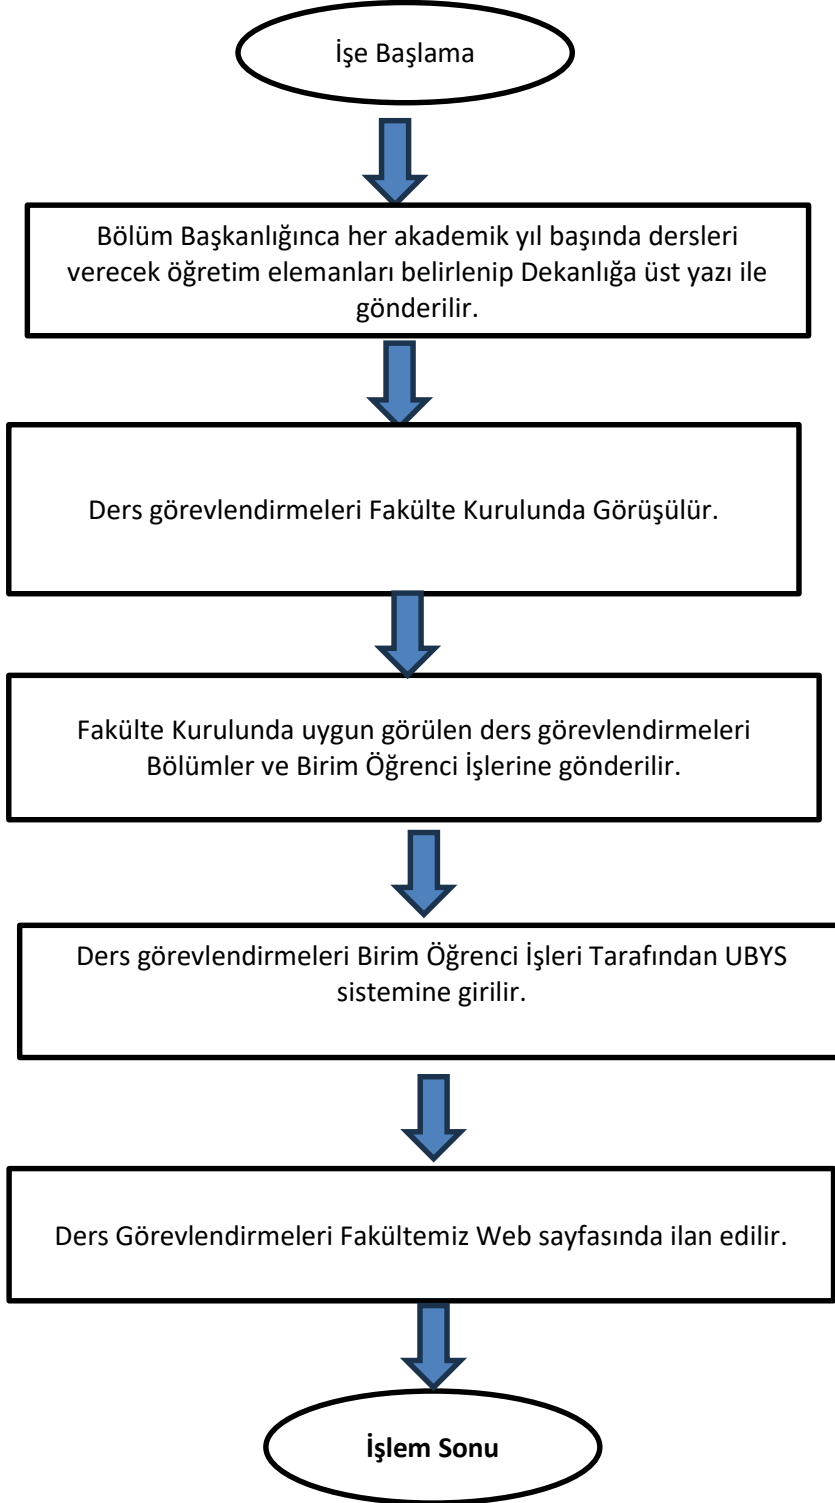 İşe Başlama
Bölüm Başkanlığınca her akademik yıl başında dersleri
verecek öğretim elemanları belirlenip Dekanlığa üst yazı ile
gönderilir.
Ders görevlendirmeleri Fakülte Kurulunda Görüşülür.
Fakülte Kurulunda uygun görülen ders görevlendirmeleri
Bölümler ve Birim Öğrenci İşlerine gönderilir.
Ders görevlendirmeleri Birim Öğrenci İşleri Tarafından UBYS
sistemine girilir.
Ders Görevlendirmeleri Fakültemiz Web sayfasında ilan edilir.
İşlem Sonu